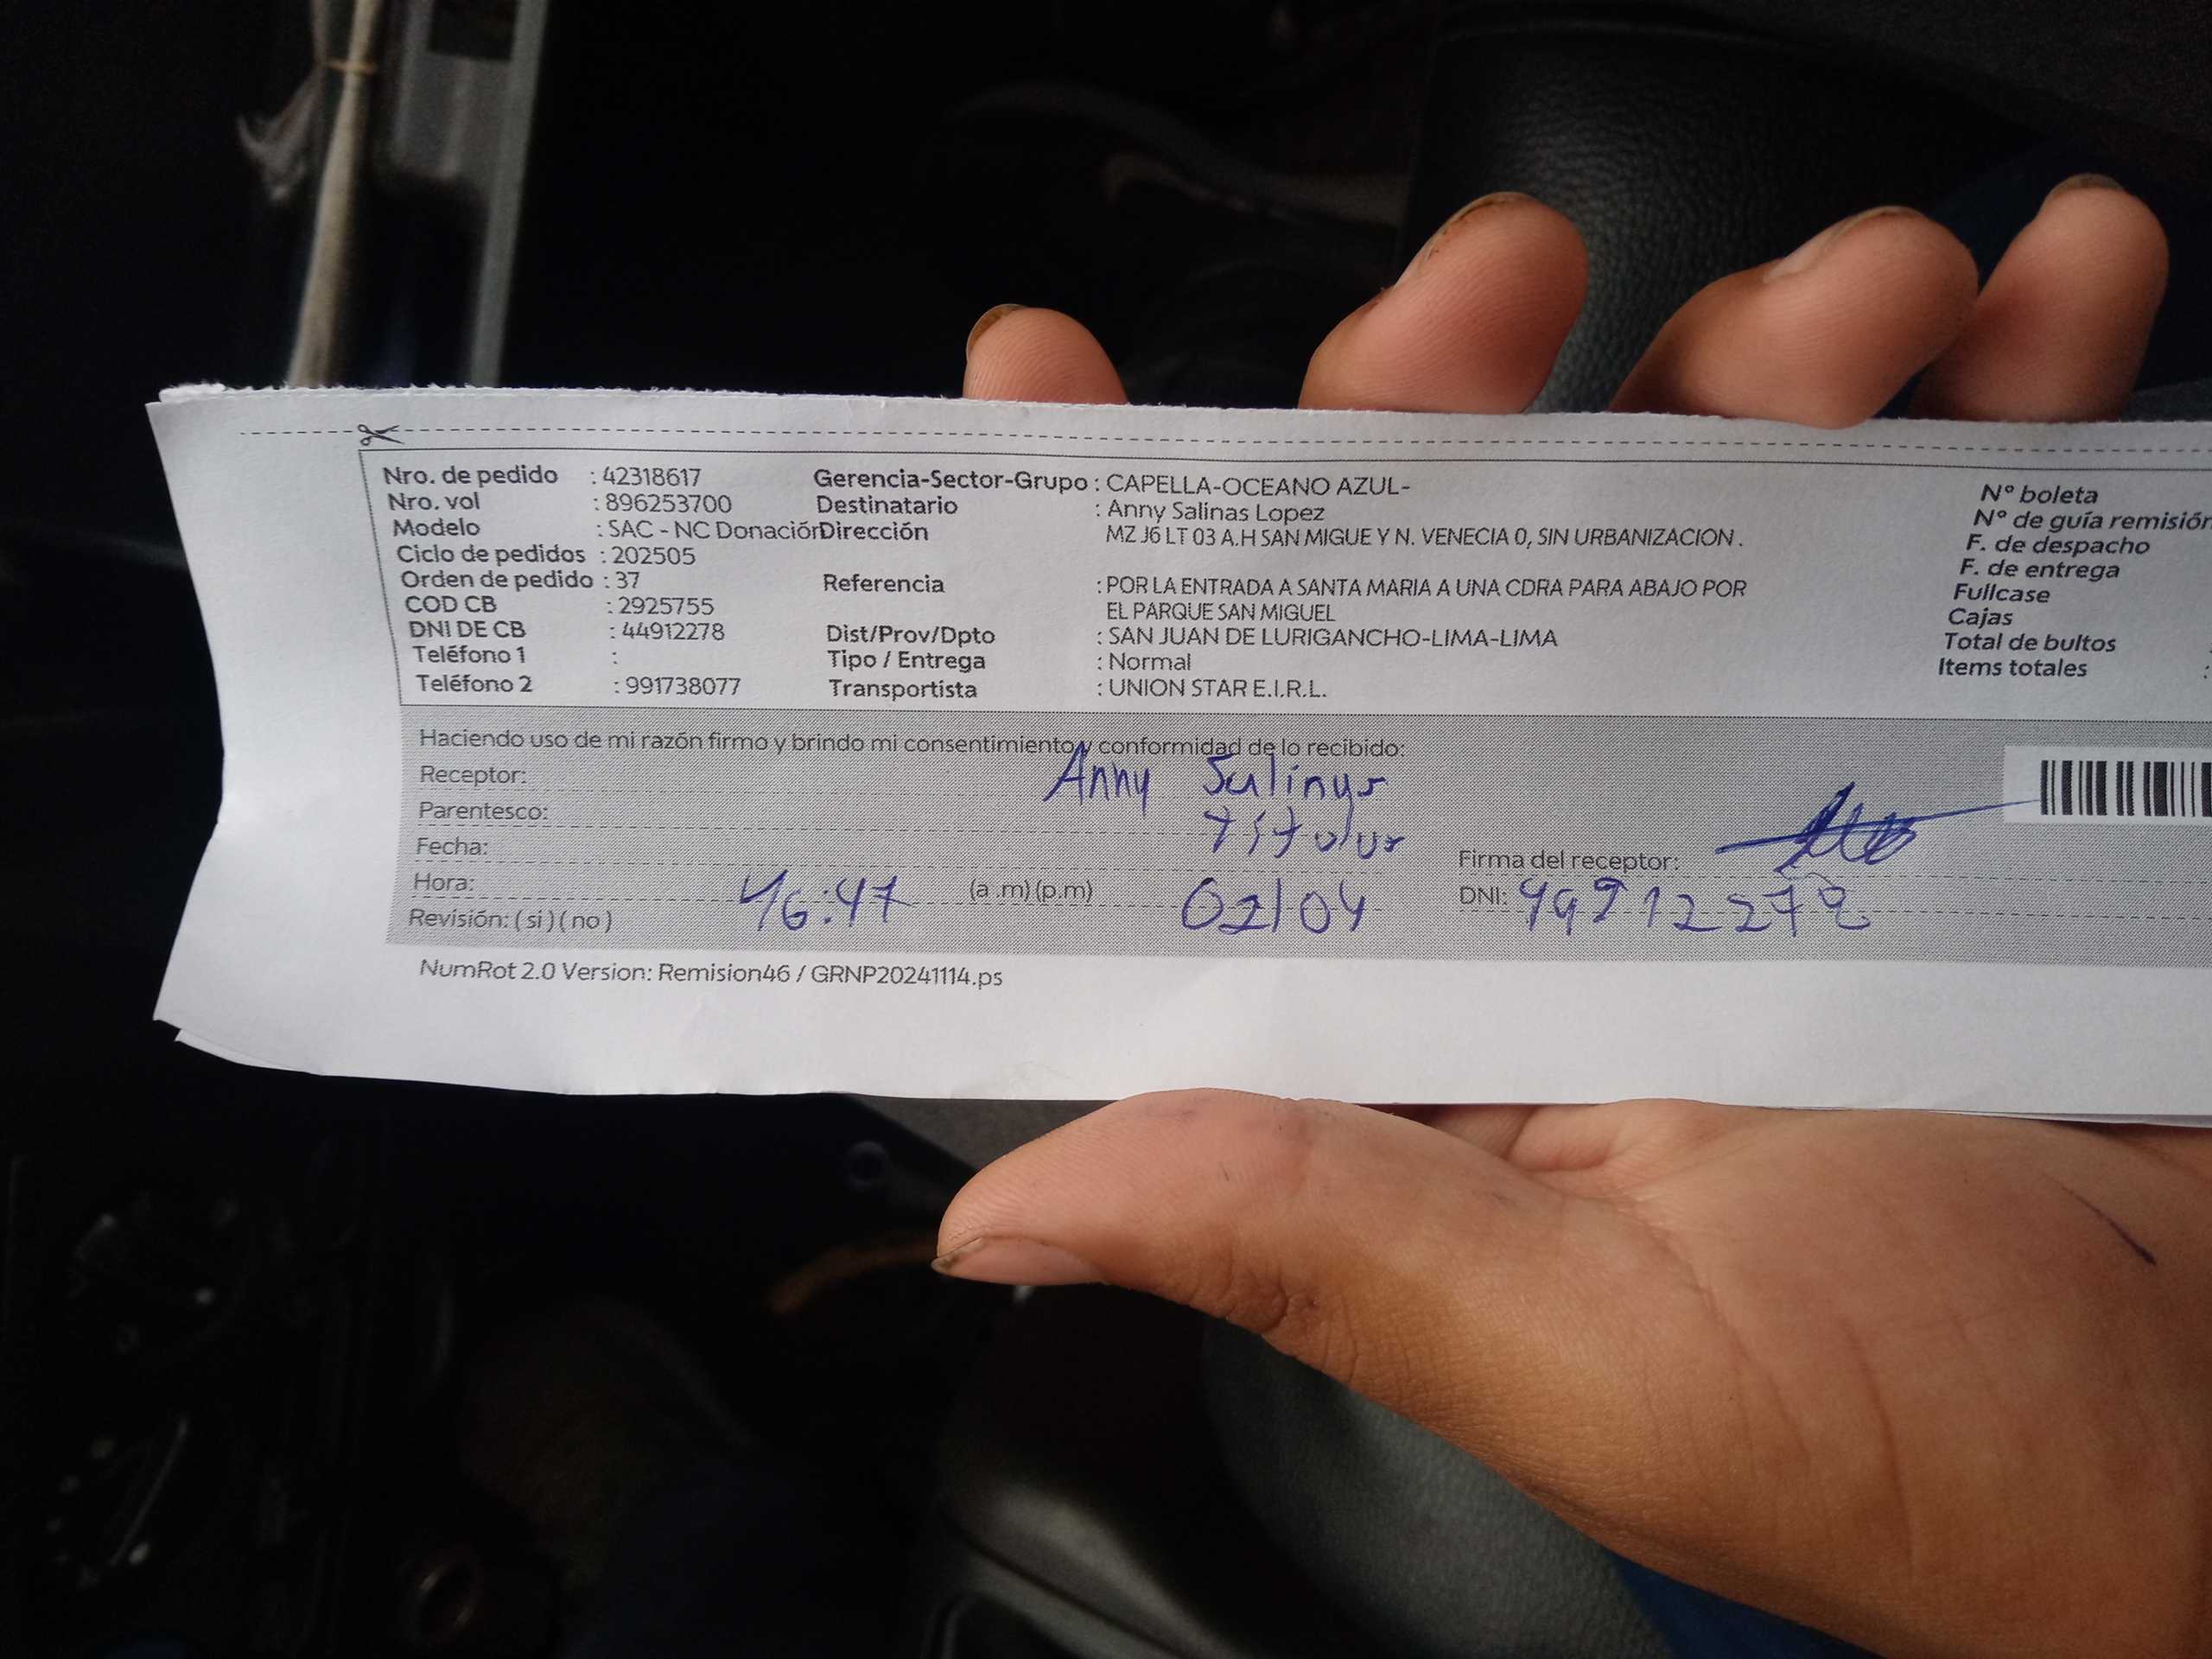 Nro. de pedido : 42318617 Gerencia-Sector-Grupo : CAPELLA-OCEANO AZUL- Nº boleta
Nro. vol : 896253700 Destinatario : Anny Salinas Lopez Nº de guía remisión
Modelo : SAC - NC Donación Dirección MZ J6 LT 03 A.H SAN MIGUE Y N. VENECIA 0, SIN URBANIZACION . F. de despacho
Ciclo de pedidos : 202505 F. de entrega
Orden de pedido : 37 Referencia : POR LA ENTRADA A SANTA MARIA A UNA CDRA PARA ABAJO POR Fullcase
COD CB : 2925755 EL PARQUE SAN MIGUEL Cajas
DNI DE CB : 44912278 Dist/Prov/Dpto : SAN JUAN DE LURIGANCHO-LIMA-LIMA Total de bultos :
Teléfono 1 : Tipo / Entrega : Normal Items totales :
Teléfono 2 : 991738077 Transportista : UNION STAR E.I.R.L.
Haciendo uso de mi razón firmo y brindo mi consentimiento y conformidad de lo recibido:
Receptor: Anny Salinas
Parentesco: titular
Fecha: Firma del receptor:
Hora: 16:47 (a .m) (p.m) 02/04 DNI: 44912278
Revisión: ( si ) ( no )
NumRot 2.0 Version: Remision46 / GRNP20241114.ps